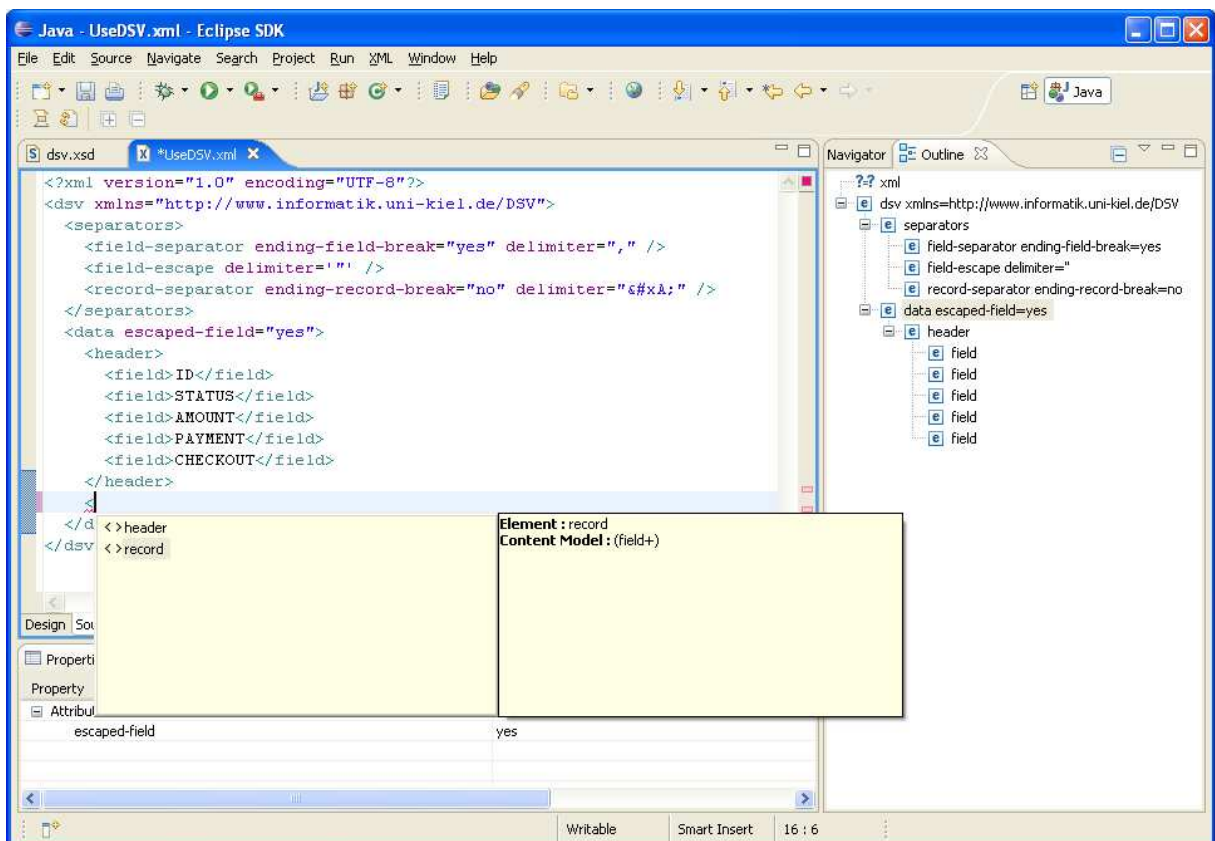 Java - UseDSV.xml - Eclipse SDK
File Edit Source Navigate Search Project Run XML Window Help
Java
dsv.xsd *UseDSV.xml
<?xml version="1.0" encoding="UTF-8"?>
<dsv xmlns="http://www.informatik.uni-kiel.de/DSV">
<separators>
<field-separator ending-field-break="yes" delimiter="," />
<field-escape delimiter='"' />
<record-separator ending-record-break="no" delimiter="&#xA;" />
</separators>
<data escaped-field="yes">
<header>
<field>ID</field>
<field>STATUS</field>
<field>AMOUNT</field>
<field>PAYMENT</field>
<field>CHECKOUT</field>
</header>
<
</d
</dsv
<>header
<>record
Element : record
Content Model : (field+)
Design Sou
Properti
Property
Attribu
escaped-field yes
Navigator Outline
?=? xml
dsv xmlns=http://www.informatik.uni-kiel.de/DSV
separators
field-separator ending-field-break=yes
field-escape delimiter="
record-separator ending-record-break=no
data escaped-field=yes
header
field
field
field
field
field
Writable Smart Insert 16 : 6